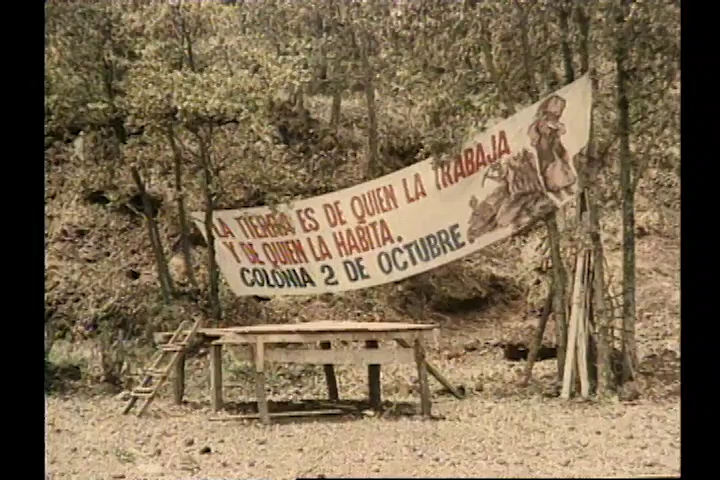 LA TIERRA ES DE QUIEN LA TRABAJA
Y DE QUIEN LA HABITA.
COLONIA 2 DE OCTUBRE.